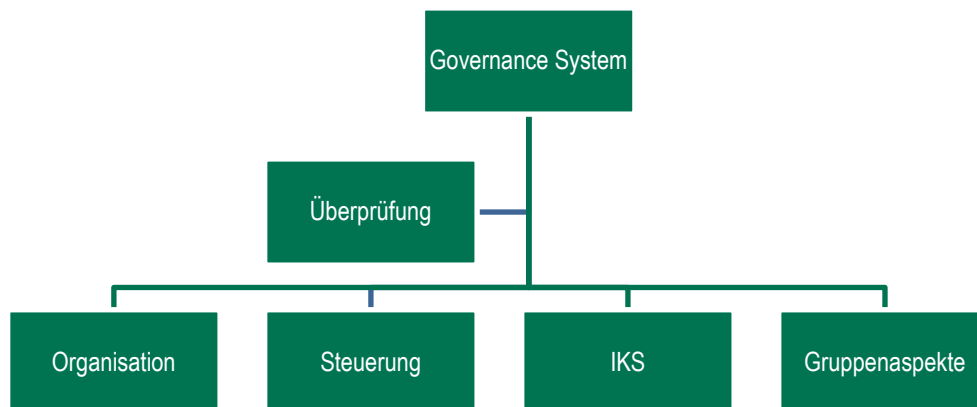 Governance System
Überprüfung
Organisation
Steuerung
IKS
Gruppenaspekte